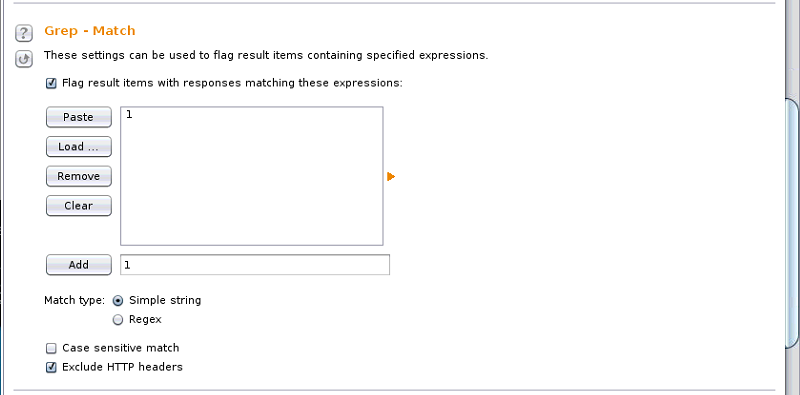 ?
Grep - Match
These settings can be used to flag result items containing specified expressions.
Flag result items with responses matching these expressions:
Paste
1
Load ...
Remove
Clear
Add
1
Match type:
Simple string
Regex
Case sensitive match
Exclude HTTP headers